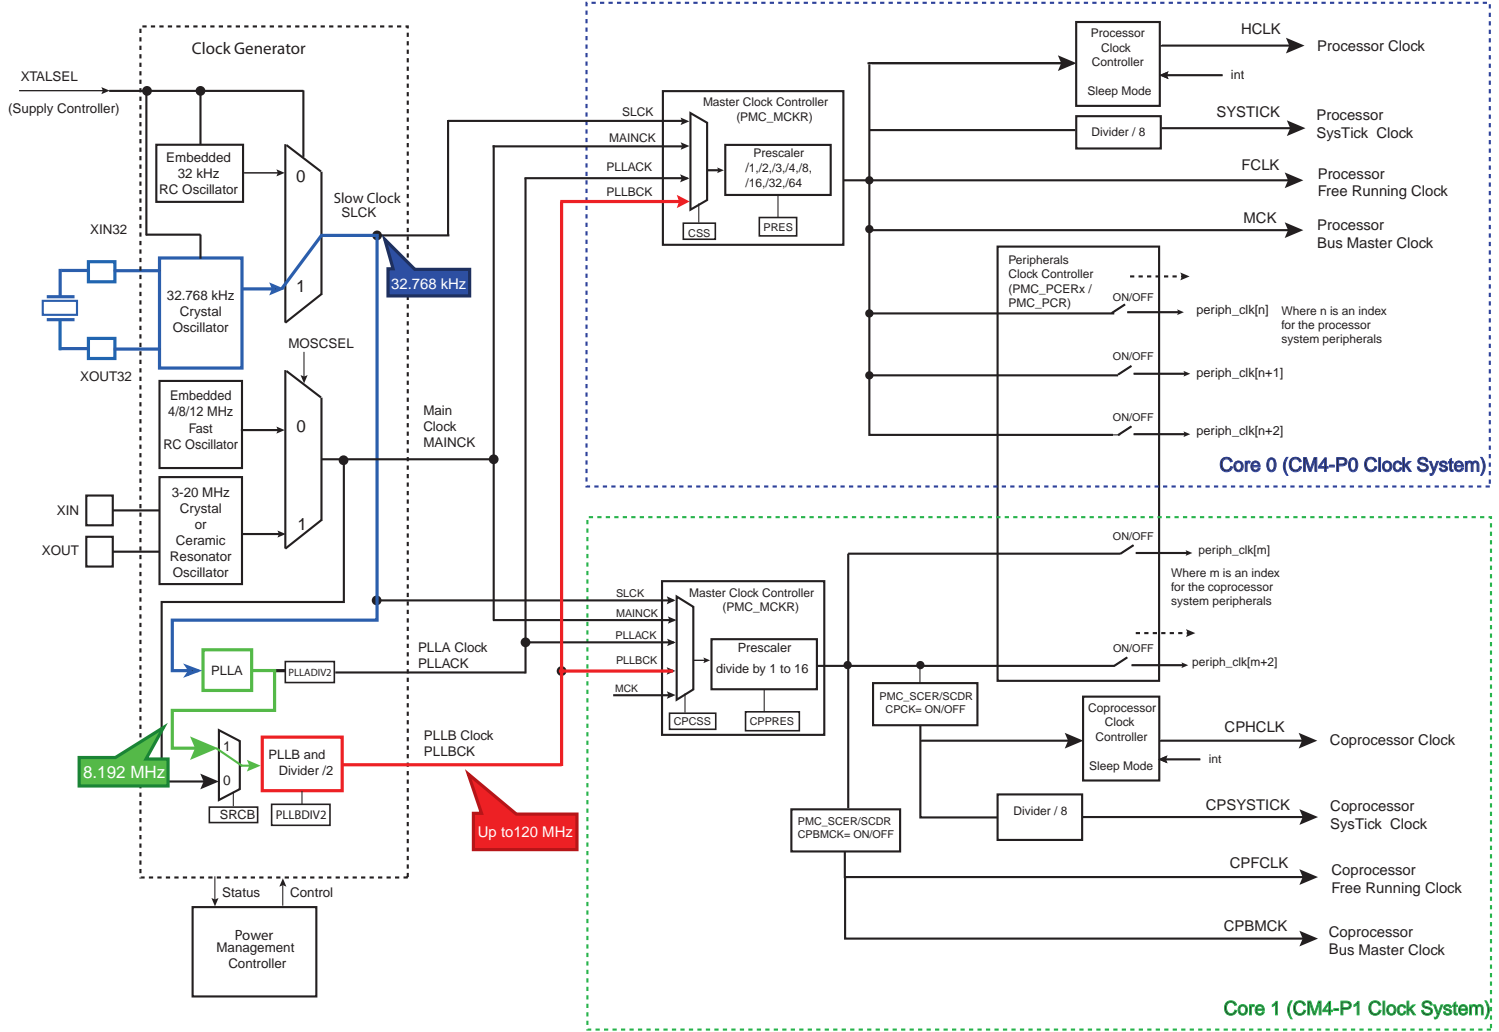 Clock Generator
XTALSEL
(Supply Controller)
Embedded
32 kHz
RC Oscillator
0
Slow Clock
SLCK
XIN32
32.768 kHz
Crystal
Oscillator
1
32.768 kHz
XOUT32
MOSCSEL
Embedded
4/8/12 MHz
Fast
RC Oscillator
0
Main
Clock
MAINCK
XIN
XOUT
3-20 MHz
Crystal
or
Ceramic
Resonator
Oscillator
1
PLLA
PLLADIV2
PLLA Clock
PLLACK
8.192 MHz
1
0
SRCB
PLLB and
Divider /2
PLLBDIV2
PLLB Clock
PLLBCK
Up to120 MHz
Status
Control
Power
Management
Controller
SLCK
MAINCK
PLLACK
PLLBCK
Master Clock Controller
(PMC_MCKR)
Prescaler
/1,/2,/3,/4,/8,
/16,/32,/64
CSS
PRES
Processor
Clock
Controller
Sleep Mode
HCLK
Processor Clock
int
Divider / 8
SYSTICK
Processor
SysTick Clock
FCLK
Processor
Free Running Clock
MCK
Processor
Bus Master Clock
Peripherals
Clock Controller
(PMC_PCERx /
PMC_PCR)
ON/OFF
periph_clk[n]
Where n is an index
for the processor
system peripherals
ON/OFF
periph_clk[n+1]
ON/OFF
periph_clk[n+2]
Core 0 (CM4-P0 Clock System)
SLCK
MAINCK
PLLACK
PLLBCK
MCK
Master Clock Controller
(PMC_MCKR)
Prescaler
divide by 1 to 16
CPCSS
CPPRES
ON/OFF
periph_clk[m]
Where m is an index
for the coprocessor
system peripherals
ON/OFF
periph_clk[m+2]
PMC_SCER/SCDR
CPCK= ON/OFF
Coprocessor
Clock
Controller
Sleep Mode
CPHCLK
Coprocessor Clock
int
Divider / 8
CPSYSTICK
Coprocessor
SysTick Clock
PMC_SCER/SCDR
CPBMCK= ON/OFF
CPFCLK
Coprocessor
Free Running Clock
CPBMCK
Coprocessor
Bus Master Clock
Core 1 (CM4-P1 Clock System)